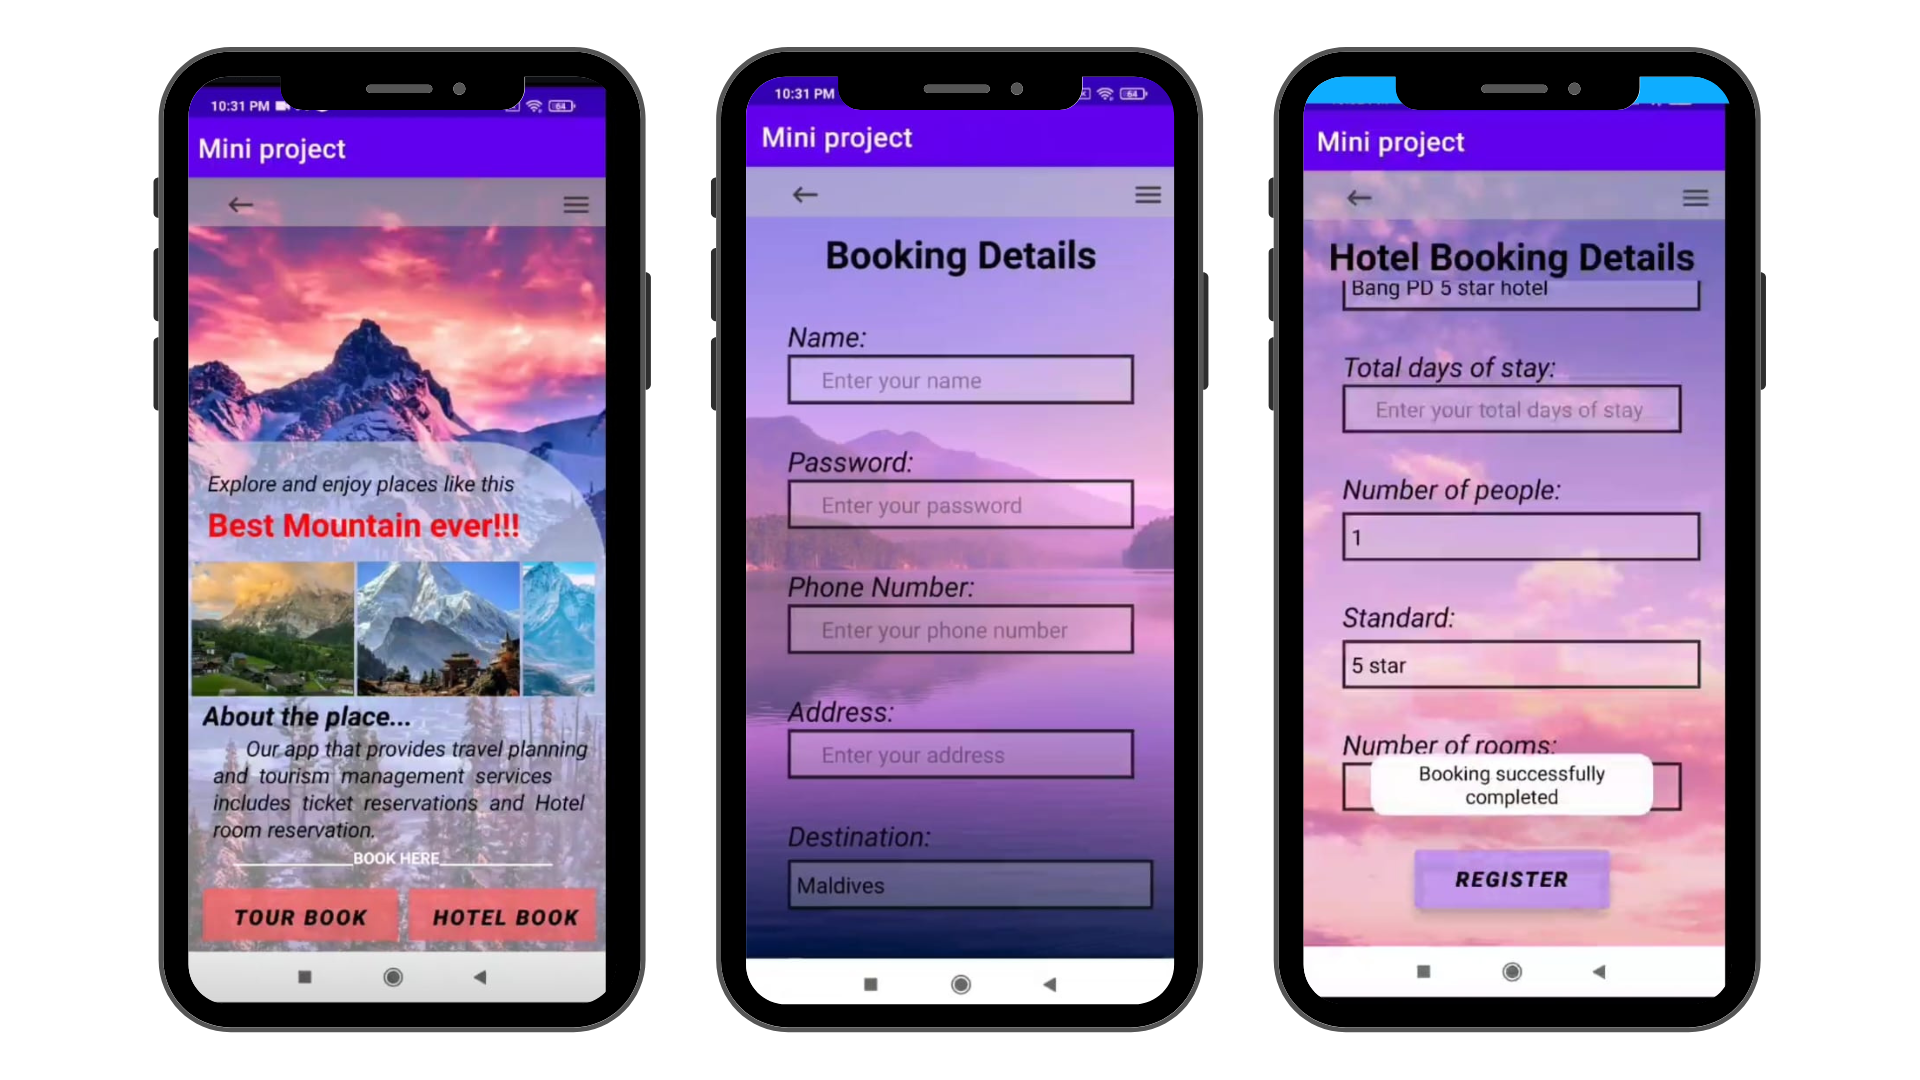 10:31 PM
64
Mini project
Explore and enjoy places like this
Best Mountain ever!!!
About the place...
Our app that provides travel planning
and tourism management services
includes ticket reservations and Hotel
room reservation.
BOOK HERE
TOUR BOOK
HOTEL BOOK
10:31 PM
64
Mini project
Booking Details
Name:
Enter your name
Password:
Enter your password
Phone Number:
Enter your phone number
Address:
Enter your address
Destination:
Maldives
Mini project
Hotel Booking Details
Bang PD 5 star hotel
Total days of stay:
Enter your total days of stay
Number of people:
1
Standard:
5 star
Number of rooms:
Booking successfully
completed
REGISTER